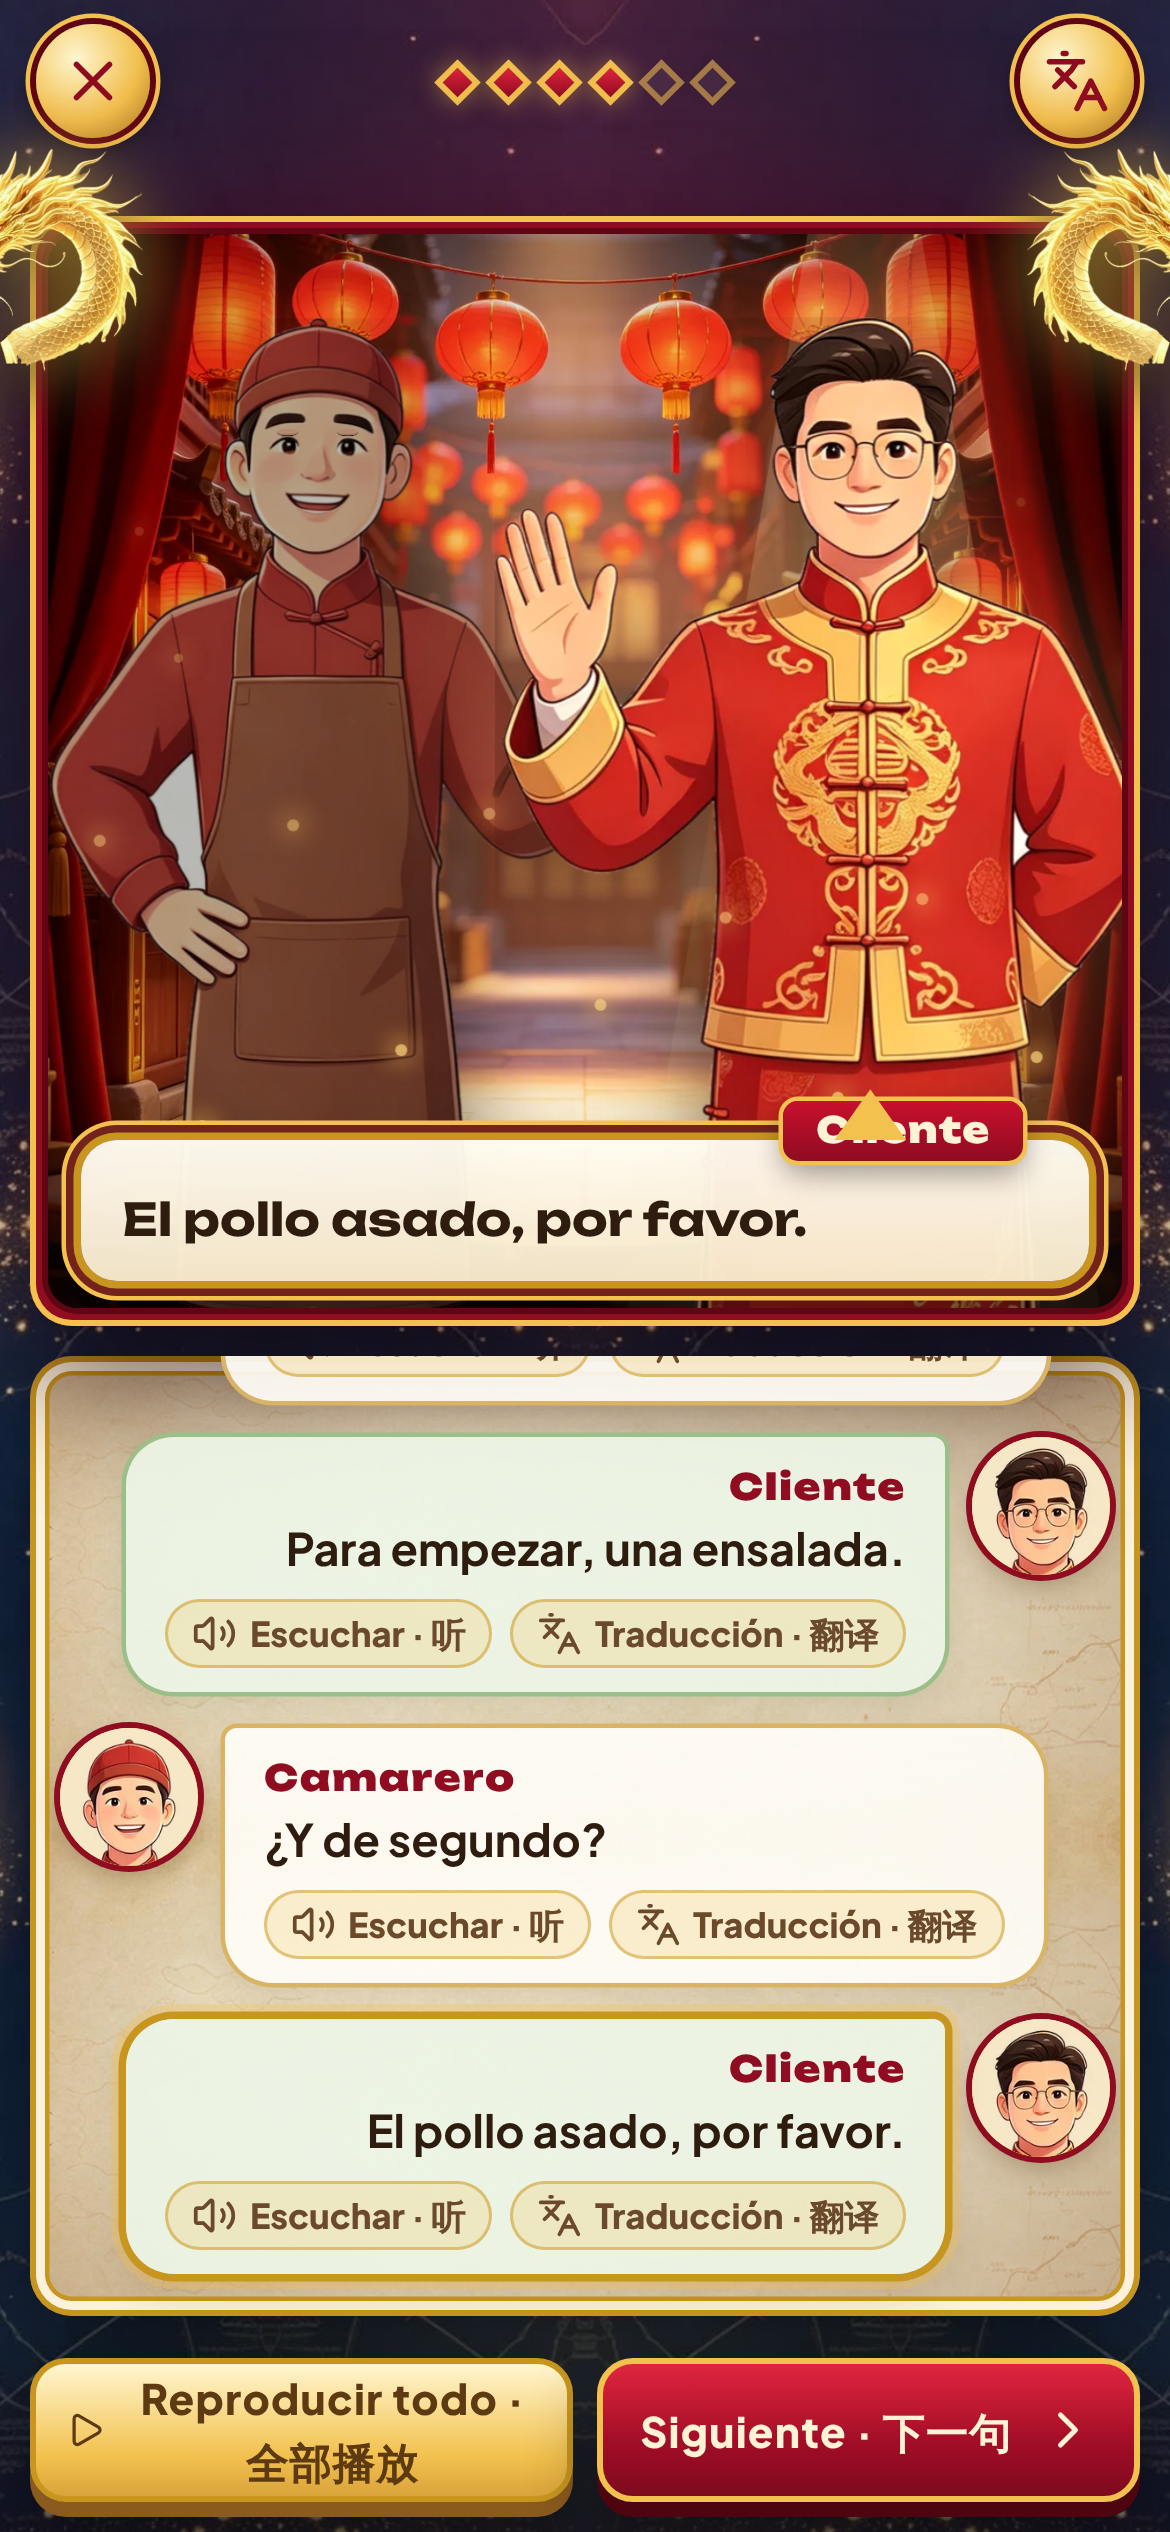 Cliente
El pollo asado, por favor.
Cliente
Para empezar, una ensalada.
Escuchar · 听 Traducción · 翻译
Camarero
¿Y de segundo?
Escuchar · 听 Traducción · 翻译
Cliente
El pollo asado, por favor.
Escuchar · 听 Traducción · 翻译
Reproducir todo ·
全部播放
Siguiente · 下一句